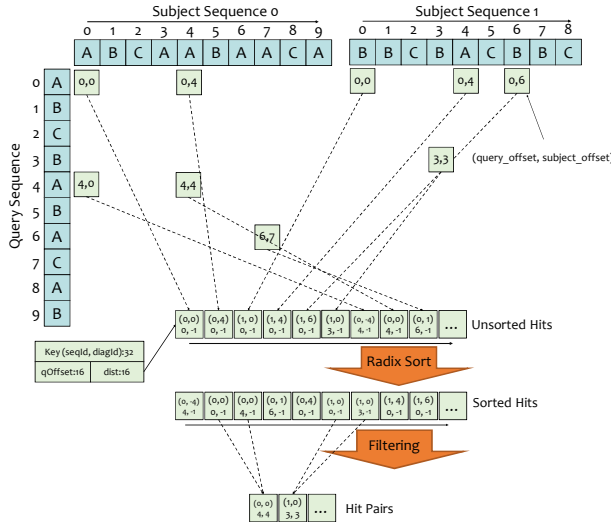 Subject Sequence 0
Subject Sequence 1
0 1 2 3 4 5 6 7 8 9
0 1 2 3 4 5 6 7 8
A B C A A B A A C A
B B C B A B C B C
Query Sequence
0 A 0,0 0,4 0,0 0,4 0,6
1 B
2 C
3 B 3,3
(query_offset, subject_offset)
4 A 4,0 4,4
5 B
6 A 6,7
7 C
8 A
9 B
(0,0) (0,4) (1,0) (1,4) (1,6) (1,0) (0,-4) (0,0) (0,1) ...
0,-1 0,-1 0,-1 0,-1 0,-1 3,-1 4,-1 4,-1 6,-1
Unsorted Hits
Key (seqId, diagId):32
qOffset:16 dist:16
Radix Sort
(0,-4) (0,0) (0,0) (0,1) (0,4) (1,0) (1,0) (1,4) (1,6) ...
4,-1 0,-1 4,-1 6,-1 0,-1 0,-1 3,-1 0,-1 0,-1
Sorted Hits
Filtering
(0,0) (1,0) ...
4,4 3,3
Hit Pairs